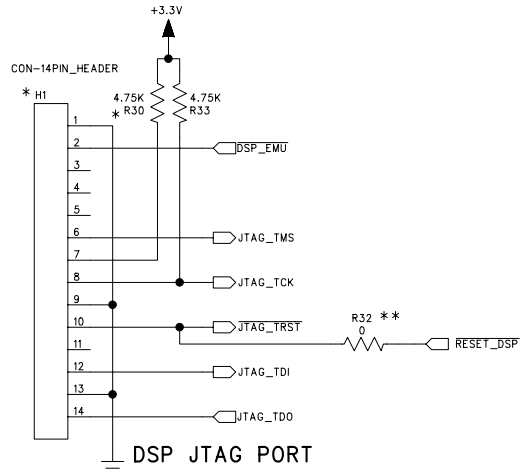 +3.3V
CON-14PIN_HEADER
* H1
4.75K 4.75K
* R30 R33
1
2 DSP_EMU
3
4
5
6 JTAG_TMS
7
8 JTAG_TCK
9
10 JTAG_TRST
R32 **
0
RESET_DSP
11
12 JTAG_TDI
13
14 JTAG_TDO
DSP JTAG PORT